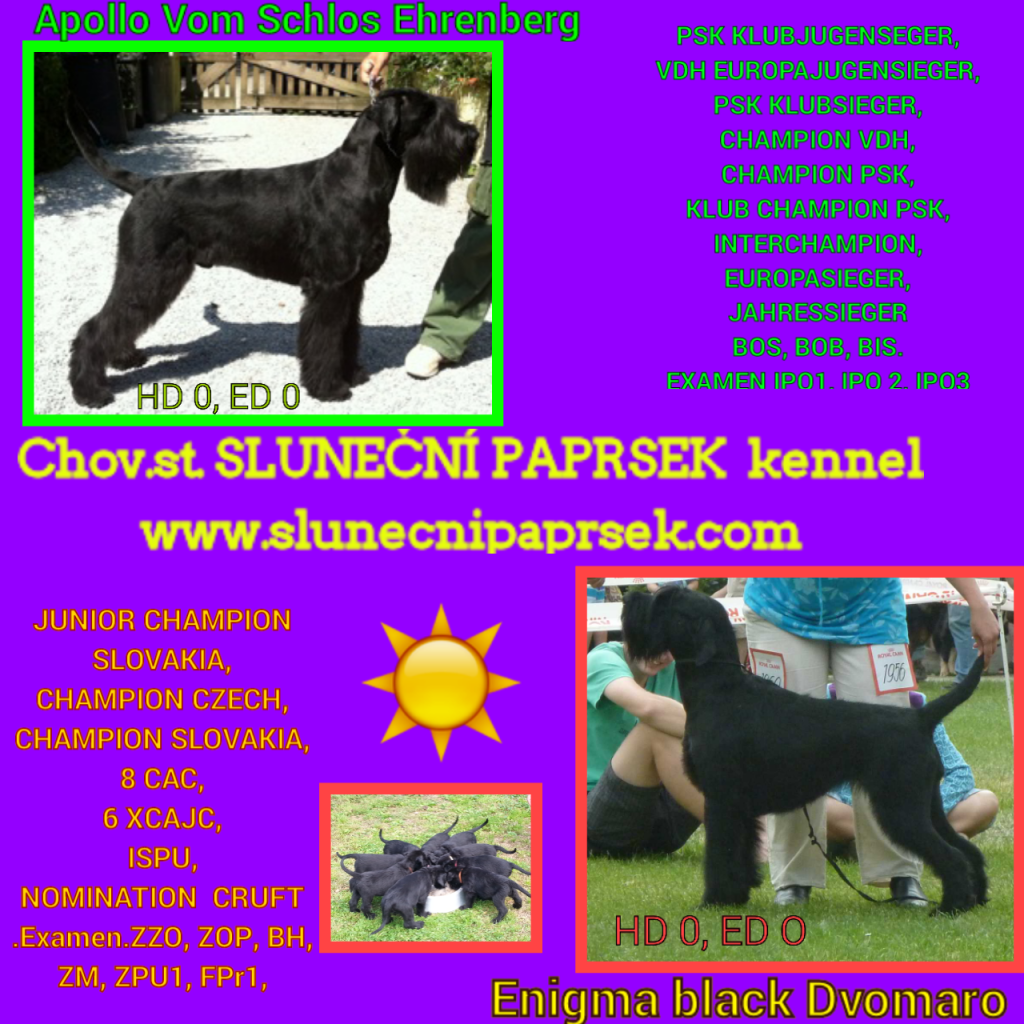 Apollo Vom Schlos Ehrenberg
PSK KLUBJUGENSEGER,
VDH EUROPAJUGENSIEGER,
PSK KLUBSIEGER,
CHAMPION VDH,
CHAMPION PSK,
KLUB CHAMPION PSK,
INTERCHAMPION,
EUROPASIEGER,
JAHRESSIEGER
BOS, BOB, BIS.
EXAMEN IPO1. IPO 2. IPO3
HD 0, ED 0
Chov.st. SLUNEČNÍ PAPRSEK kennel
www.slunecnipaprsek.com
JUNIOR CHAMPION
SLOVAKIA,
CHAMPION CZECH,
CHAMPION SLOVAKIA,
8 CAC,
6 XCAJC,
ISPU,
NOMINATION CRUFT
.Examen.ZZO, ZOP, BH,
ZM, ZPU1, FPr1,
1956
HD 0, ED O
Enigma black Dvomaro